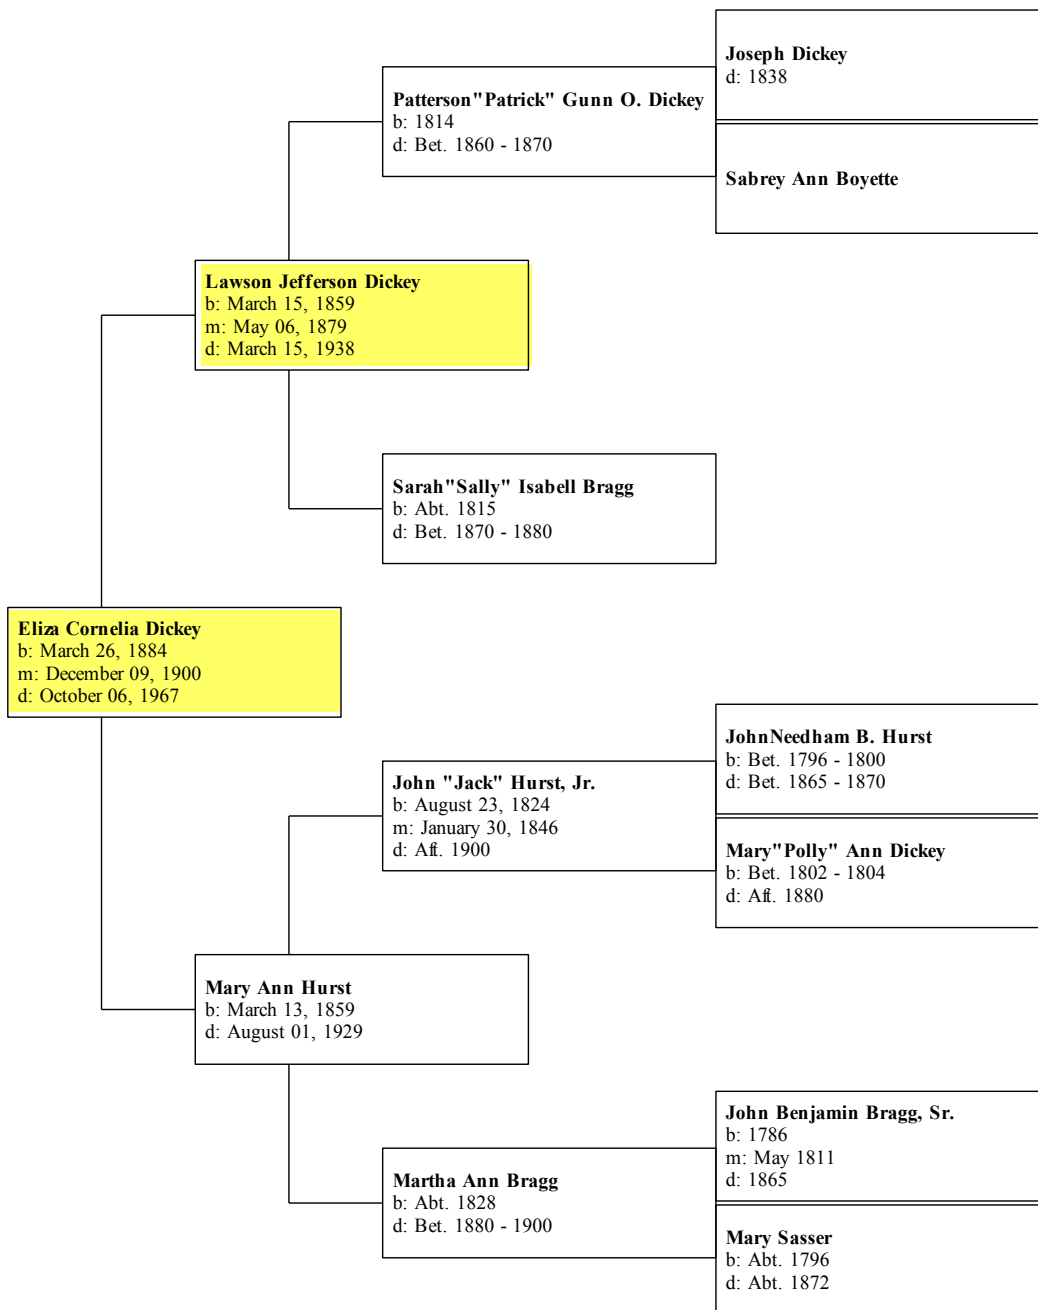 Joseph Dickey
d: 1838
Patterson"Patrick" Gunn O. Dickey
b: 1814
d: Bet. 1860 - 1870
Sabrey Ann Boyette
Lawson Jefferson Dickey
b: March 15, 1859
m: May 06, 1879
d: March 15, 1938
Sarah"Sally" Isabell Bragg
b: Abt. 1815
d: Bet. 1870 - 1880
Eliza Cornelia Dickey
b: March 26, 1884
m: December 09, 1900
d: October 06, 1967
JohnNeedham B. Hurst
b: Bet. 1796 - 1800
d: Bet. 1865 - 1870
John "Jack" Hurst, Jr.
b: August 23, 1824
m: January 30, 1846
d: Aft. 1900
Mary"Polly" Ann Dickey
b: Bet. 1802 - 1804
d: Aft. 1880
Mary Ann Hurst
b: March 13, 1859
d: August 01, 1929
John Benjamin Bragg, Sr.
b: 1786
m: May 1811
d: 1865
Martha Ann Bragg
b: Abt. 1828
d: Bet. 1880 - 1900
Mary Sasser
b: Abt. 1796
d: Abt. 1872